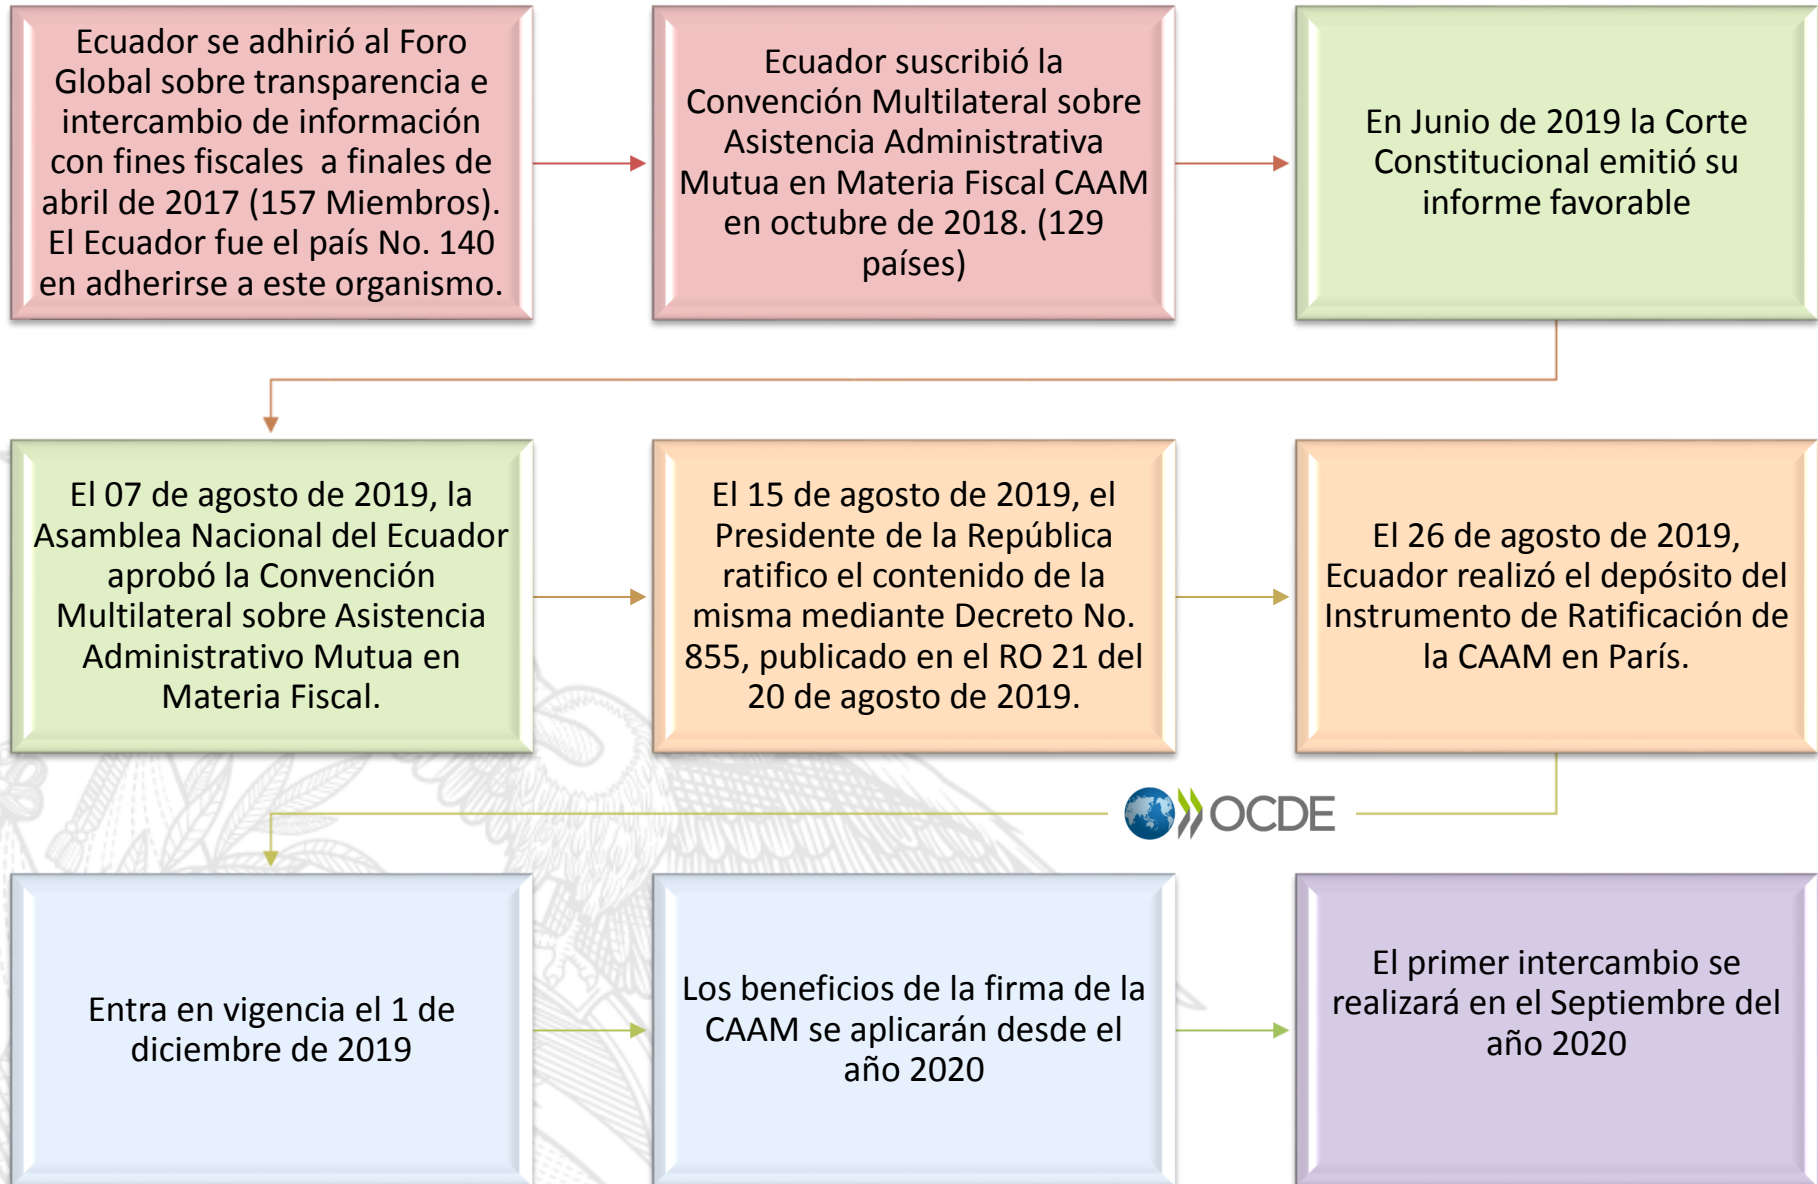 Ecuador se adhirió al Foro
Global sobre transparencia e
intercambio de información
con fines fiscales  a finales de
abril de 2017 (157 Miembros).
El Ecuador fue el país No. 140
en adherirse a este organismo.
Ecuador suscribió la
Convención Multilateral sobre
Asistencia Administrativa
Mutua en Materia Fiscal CAAM
en octubre de 2018. (129
países)
En Junio de 2019 la Corte
Constitucional emitió su
informe favorable
El 07 de agosto de 2019, la
Asamblea Nacional del Ecuador
aprobó la Convención
Multilateral sobre Asistencia
Administrativo Mutua en
Materia Fiscal.
El 15 de agosto de 2019, el
Presidente de la República
ratifico el contenido de la
misma mediante Decreto No.
855, publicado en el RO 21 del
20 de agosto de 2019.
El 26 de agosto de 2019,
Ecuador realizó el depósito del
Instrumento de Ratificación de
la CAAM en París.
OCDE
Entra en vigencia el 1 de
diciembre de 2019
Los beneficios de la firma de la
CAAM se aplicarán desde el
año 2020
El primer intercambio se
realizará en el Septiembre del
año 2020